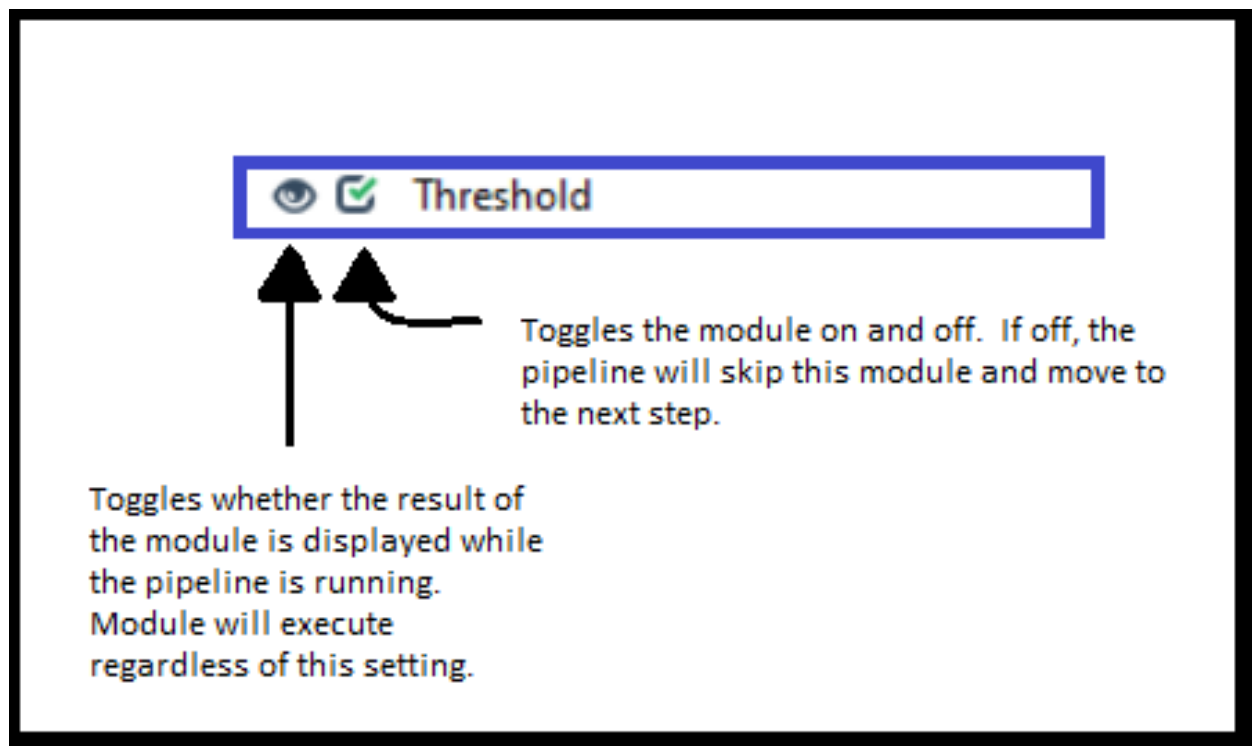 Threshold
Toggles the module on and off.  If off, the
pipeline will skip this module and move to
the next step.
Toggles whether the result of
the module is displayed while
the pipeline is running.
Module will execute
regardless of this setting.